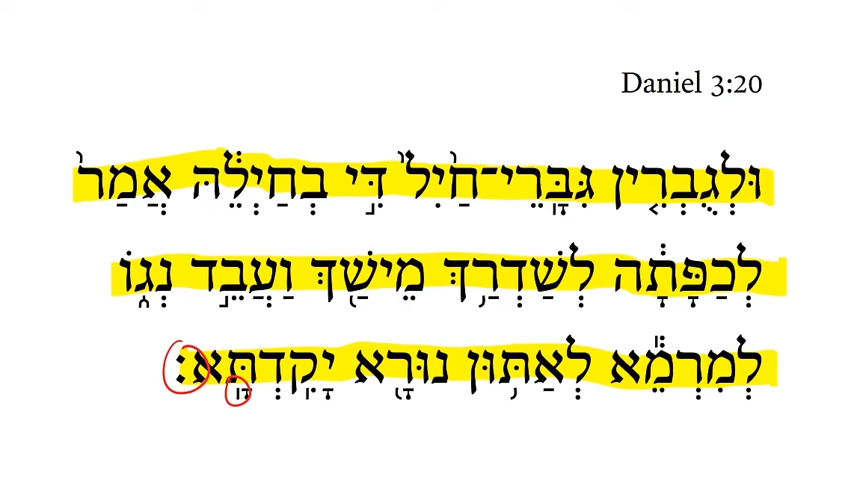 Daniel 3:20
וּלְגֻבְרִ֤ין גִּבָּֽרֵי־חַ֙יִל֙ דִּ֣י בְחַיְלֵ֔הּ אֲמַר֙
לְכַפָּתָ֔ה לְשַׁדְרַ֥ךְ מֵישַׁ֖ךְ וַעֲבֵ֣ד נְג֑וֹ
לְמִרְמֵ֕א לְאַתּ֥וּן נוּרָ֖א יָקִֽדְתָּֽא׃